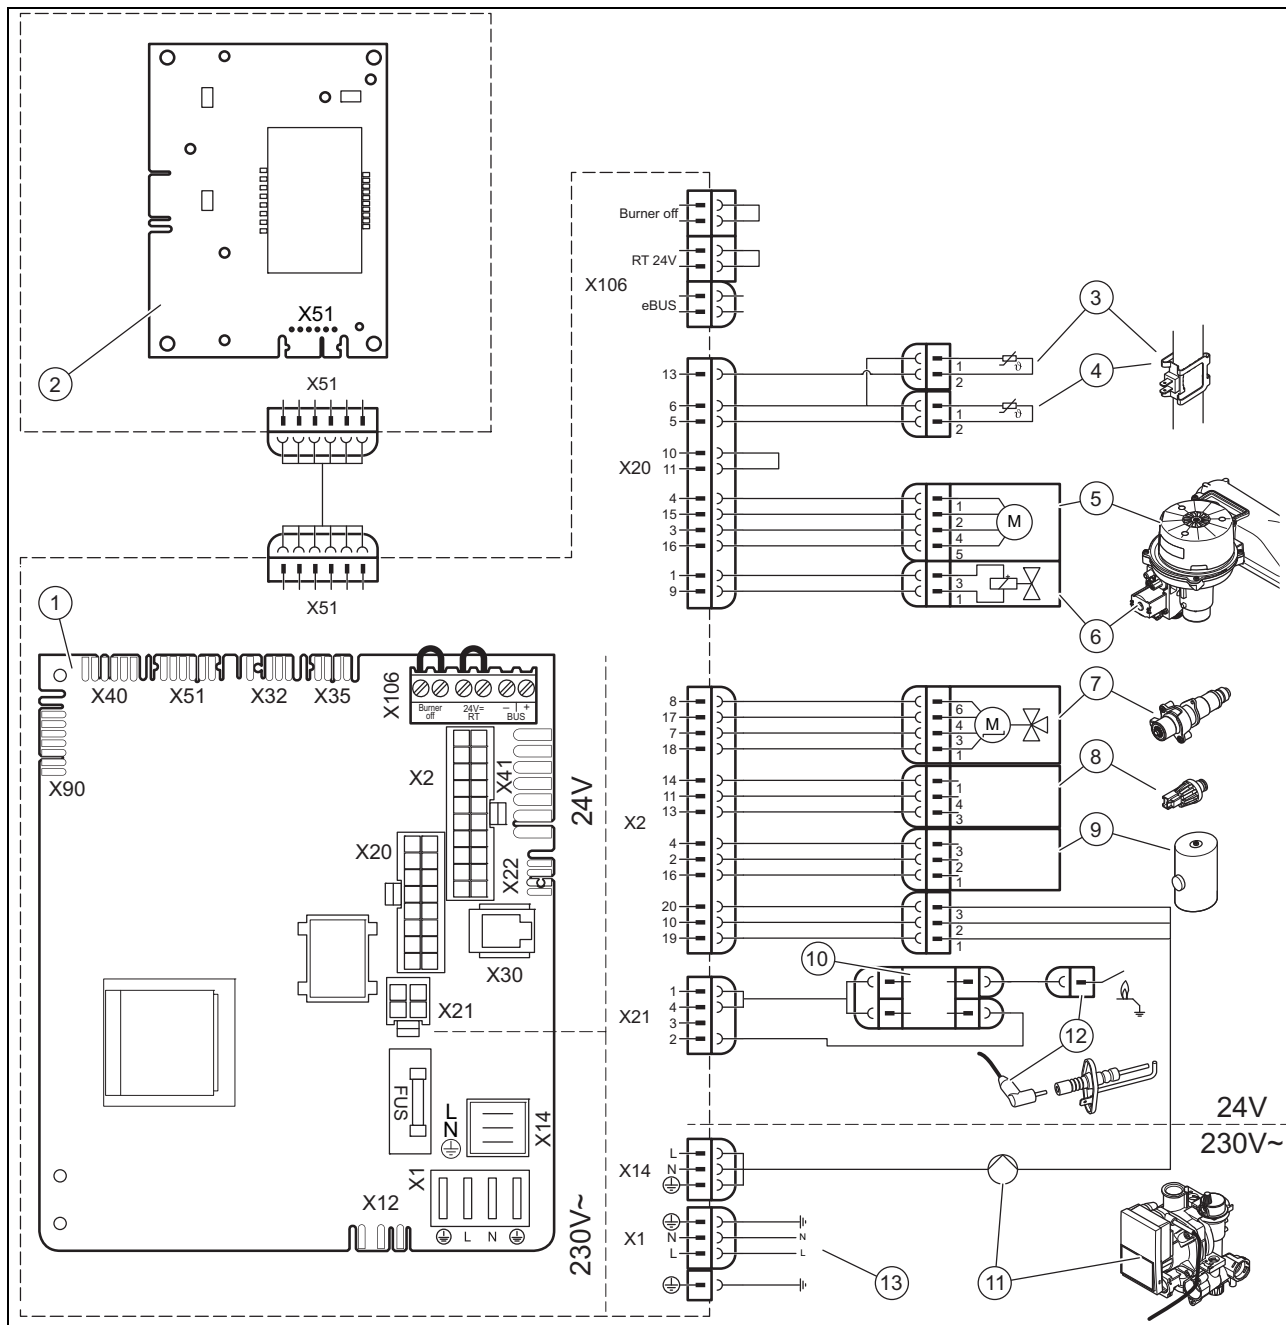 X51
2
X51
X51
Burner off
RT 24V
X106
eBUS
13
6
5
10
X20
11
4
15
3
16
1
9
1
2
1
2
ϑ
ϑ
3
4
1
2
4
5
M
5
3
1
6
1
X40
X51
X32
X35
X106
Burner off
24V= RT
– | +
BUS
X90
X2
X41
24V
X20
X22
X30
X21
FUS
L
N
X14
X1
X12
L N
230V~
8
17
7
18
14
11
13
X2
4
2
16
20
10
19
6
4
3
1
M
7
1
4
3
8
3
2
1
9
3
2
1
10
1
4
X21
3
2
12
24V
230V~
L
X14 N
X1 N
L
N
L
13
11